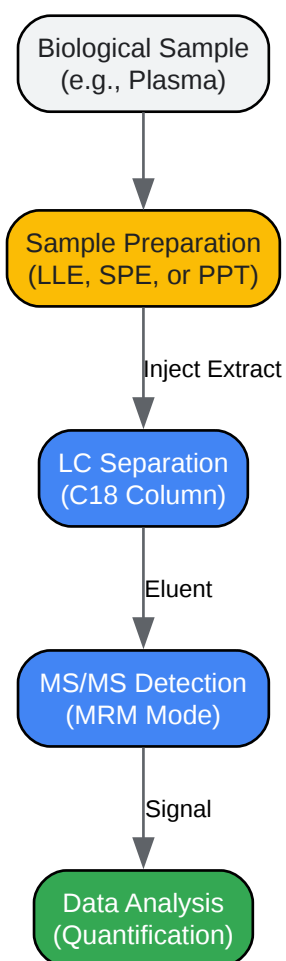 Biological Sample
(e.g., Plasma)
Sample Preparation
(LLE, SPE, or PPT)
Inject Extract
LC Separation
(C18 Column)
Eluent
MS/MS Detection
(MRM Mode)
Signal
Data Analysis
(Quantification)